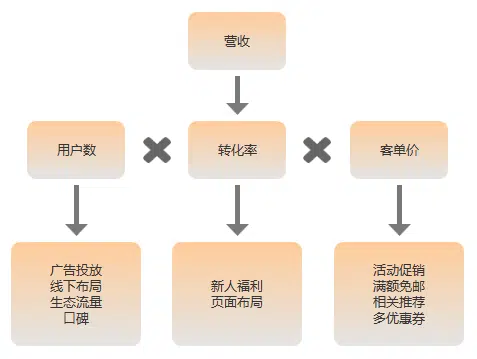 营收
用户数
转化率
客单价
广告投放
线下布局
生态流量
口碑
新人福利
页面布局
活动促销
满额免邮
相关推荐
多优惠券